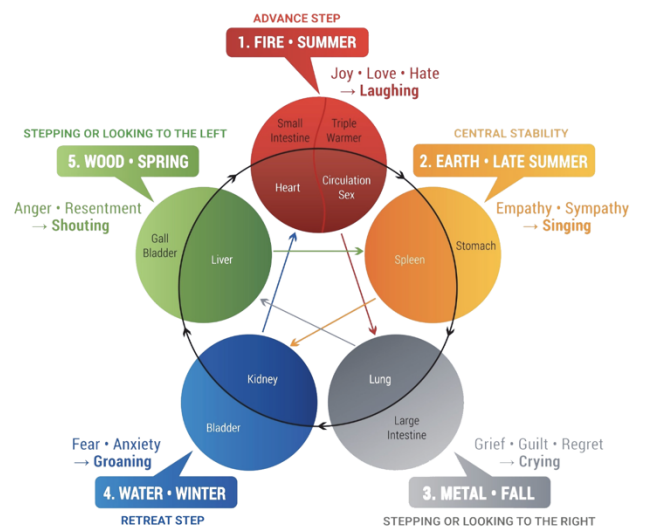 ADVANCE STEP
1. FIRE • SUMMER
Joy • Love • Hate
→ Laughing
Small
Intestine
Triple
Warmer
Heart
Circulation
Sex
STEPPING OR LOOKING TO THE LEFT
5. WOOD • SPRING
Anger • Resentment
→ Shouting
Gall
Bladder
Liver
CENTRAL STABILITY
2. EARTH • LATE SUMMER
Empathy • Sympathy
→ Singing
Spleen
Stomach
Kidney
Bladder
Fear • Anxiety
→ Groaning
4. WATER • WINTER
RETREAT STEP
Lung
Large
Intestine
Grief • Guilt • Regret
→ Crying
3. METAL • FALL
STEPPING OR LOOKING TO THE RIGHT